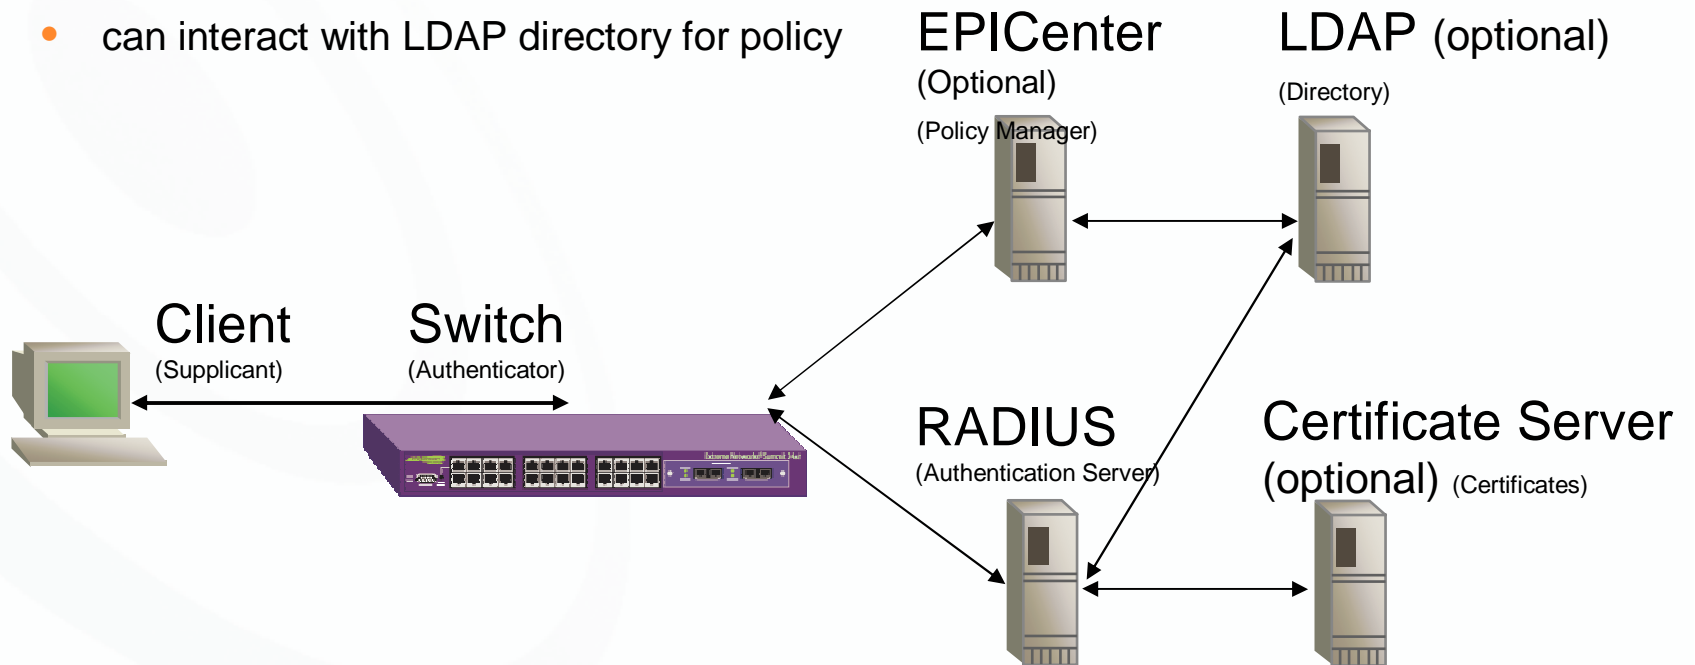 • can interact with LDAP directory for policy
EPICenter
(Optional)
(Policy Manager)
LDAP (optional)
(Directory)
Client
(Supplicant)
Switch
(Authenticator)
RADIUS
(Authentication Server)
Certificate Server
(optional) (Certificates)